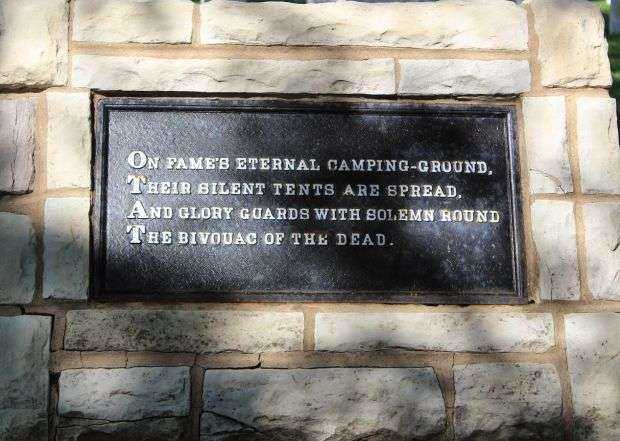 On fame's eternal camping-ground,
Their silent tents are spread,
And glory guards with solemn round
The bivouac of the dead.